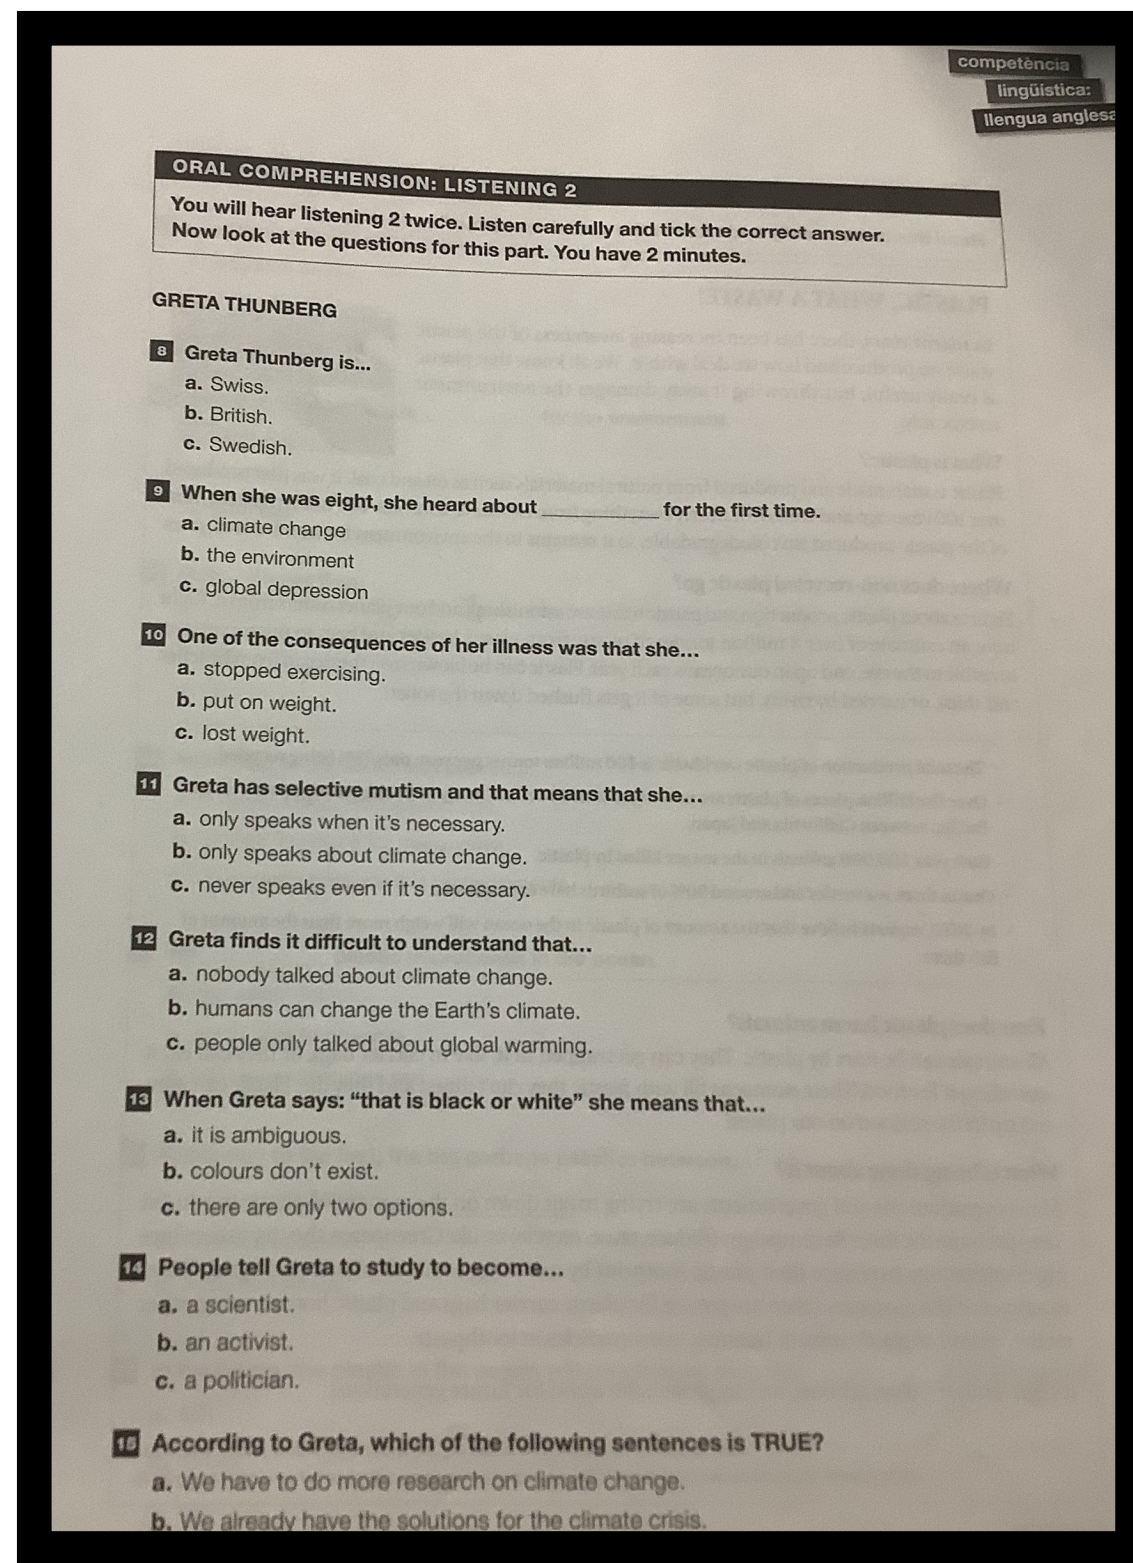 competència
lingüística:
llengua anglesa
ORAL COMPREHENSION: LISTENING 2
You will hear listening 2 twice. Listen carefully and tick the correct answer.
Now look at the questions for this part. You have 2 minutes.
GRETA THUNBERG
8 Greta Thunberg is...
a. Swiss.
b. British.
c. Swedish.
9 When she was eight, she heard about ____________ for the first time.
a. climate change
b. the environment
c. global depression
10 One of the consequences of her illness was that she...
a. stopped exercising.
b. put on weight.
c. lost weight.
11 Greta has selective mutism and that means that she...
a. only speaks when it's necessary.
b. only speaks about climate change.
c. never speaks even if it's necessary.
12 Greta finds it difficult to understand that...
a. nobody talked about climate change.
b. humans can change the Earth's climate.
c. people only talked about global warming.
13 When Greta says: “that is black or white” she means that...
a. it is ambiguous.
b. colours don't exist.
c. there are only two options.
14 People tell Greta to study to become...
a. a scientist.
b. an activist.
c. a politician.
15 According to Greta, which of the following sentences is TRUE?
a. We have to do more research on climate change.
b. We already have the solutions for the climate crisis.